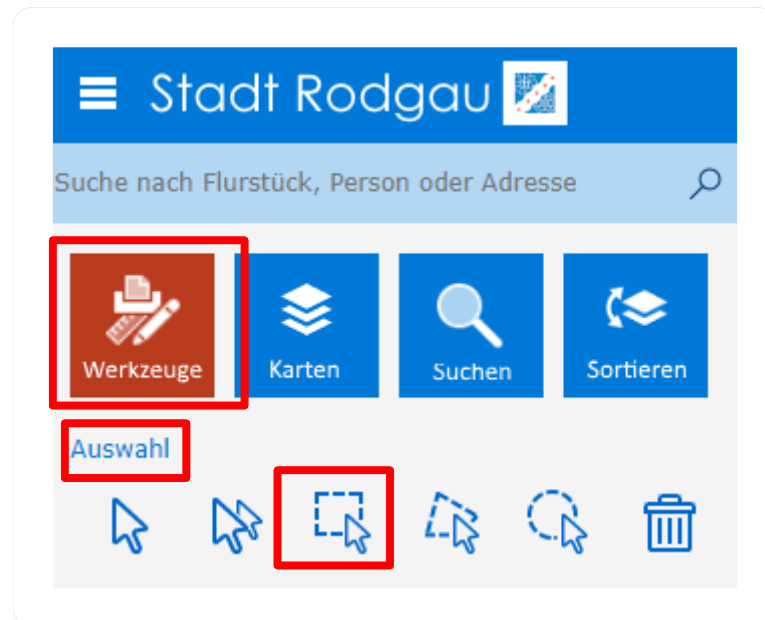 Stadt Rodgau
Suche nach Flurstück, Person oder Adresse
Werkzeuge Karten Suchen Sortieren
Auswahl